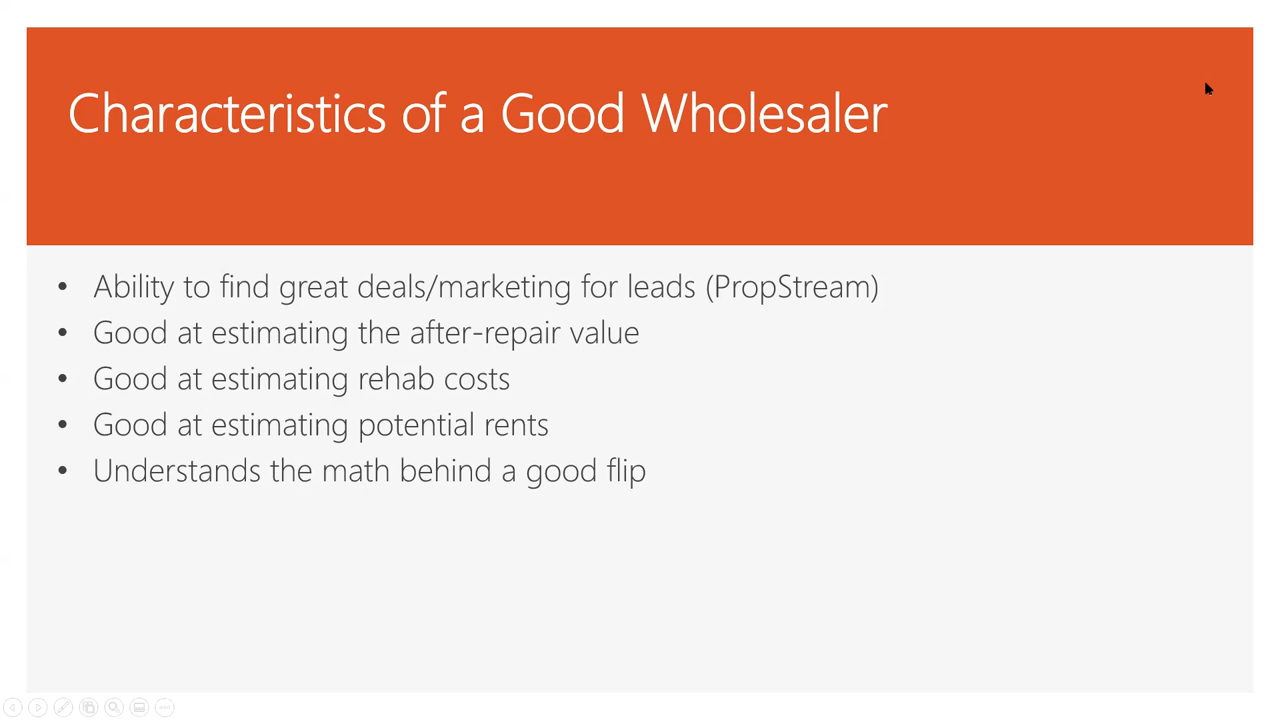 Characteristics of a Good Wholesaler
• Ability to find great deals/marketing for leads (PropStream)
• Good at estimating the after-repair value
• Good at estimating rehab costs
• Good at estimating potential rents
• Understands the math behind a good flip